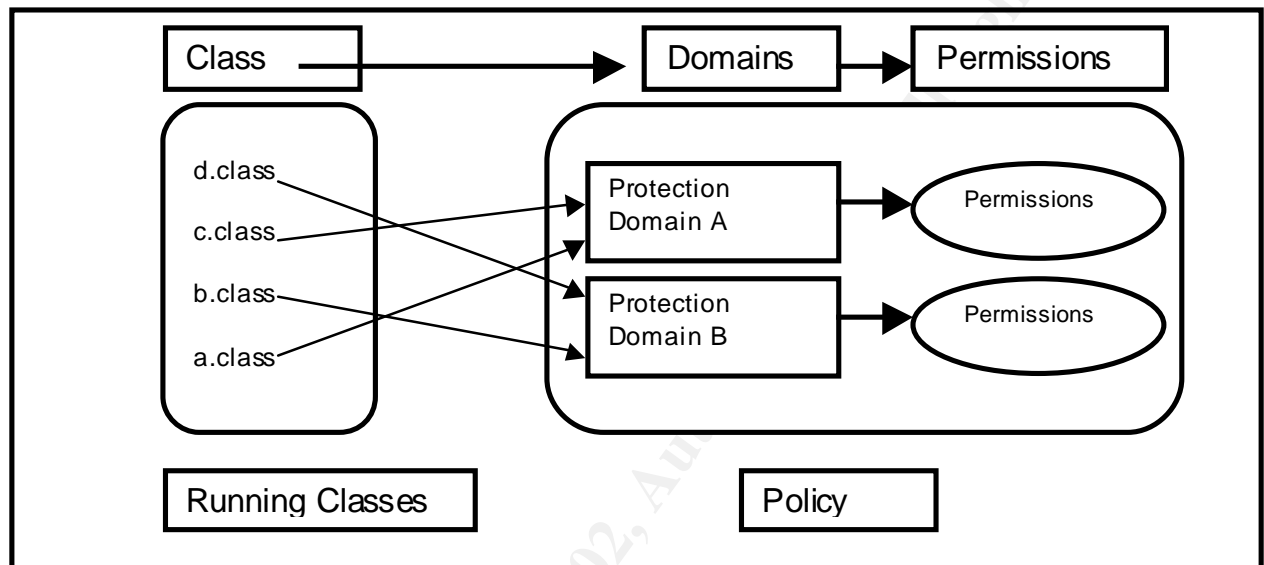 Class
Domains
Permissions
d.class
c.class
b.class
a.class
Protection
Domain A
Permissions
Protection
Domain B
Permissions
Running Classes
Policy